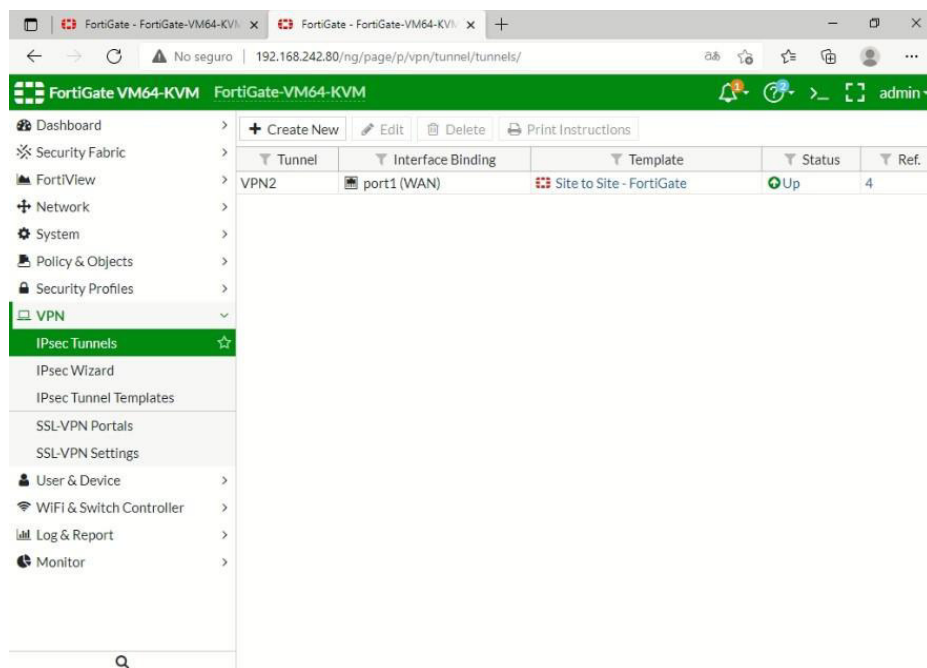 FortiGate - FortiGate-VM64-KV
FortiGate - FortiGate-VM64-KV
No seguro
192.168.242.80/ng/page/p/vpn/tunnel/tunnels/
FortiGate VM64-KVM
FortiGate-VM64-KVM
1
2
admin
Dashboard
Security Fabric
FortiView
Network
System
Policy & Objects
Security Profiles
VPN
IPsec Tunnels
IPsec Wizard
IPsec Tunnel Templates
SSL-VPN Portals
SSL-VPN Settings
User & Device
WiFi & Switch Controller
Log & Report
Monitor
Create New Edit Delete Print Instructions
Tunnel Interface Binding Template Status Ref.
VPN2 port1 (WAN) Site to Site - FortiGate Up 4